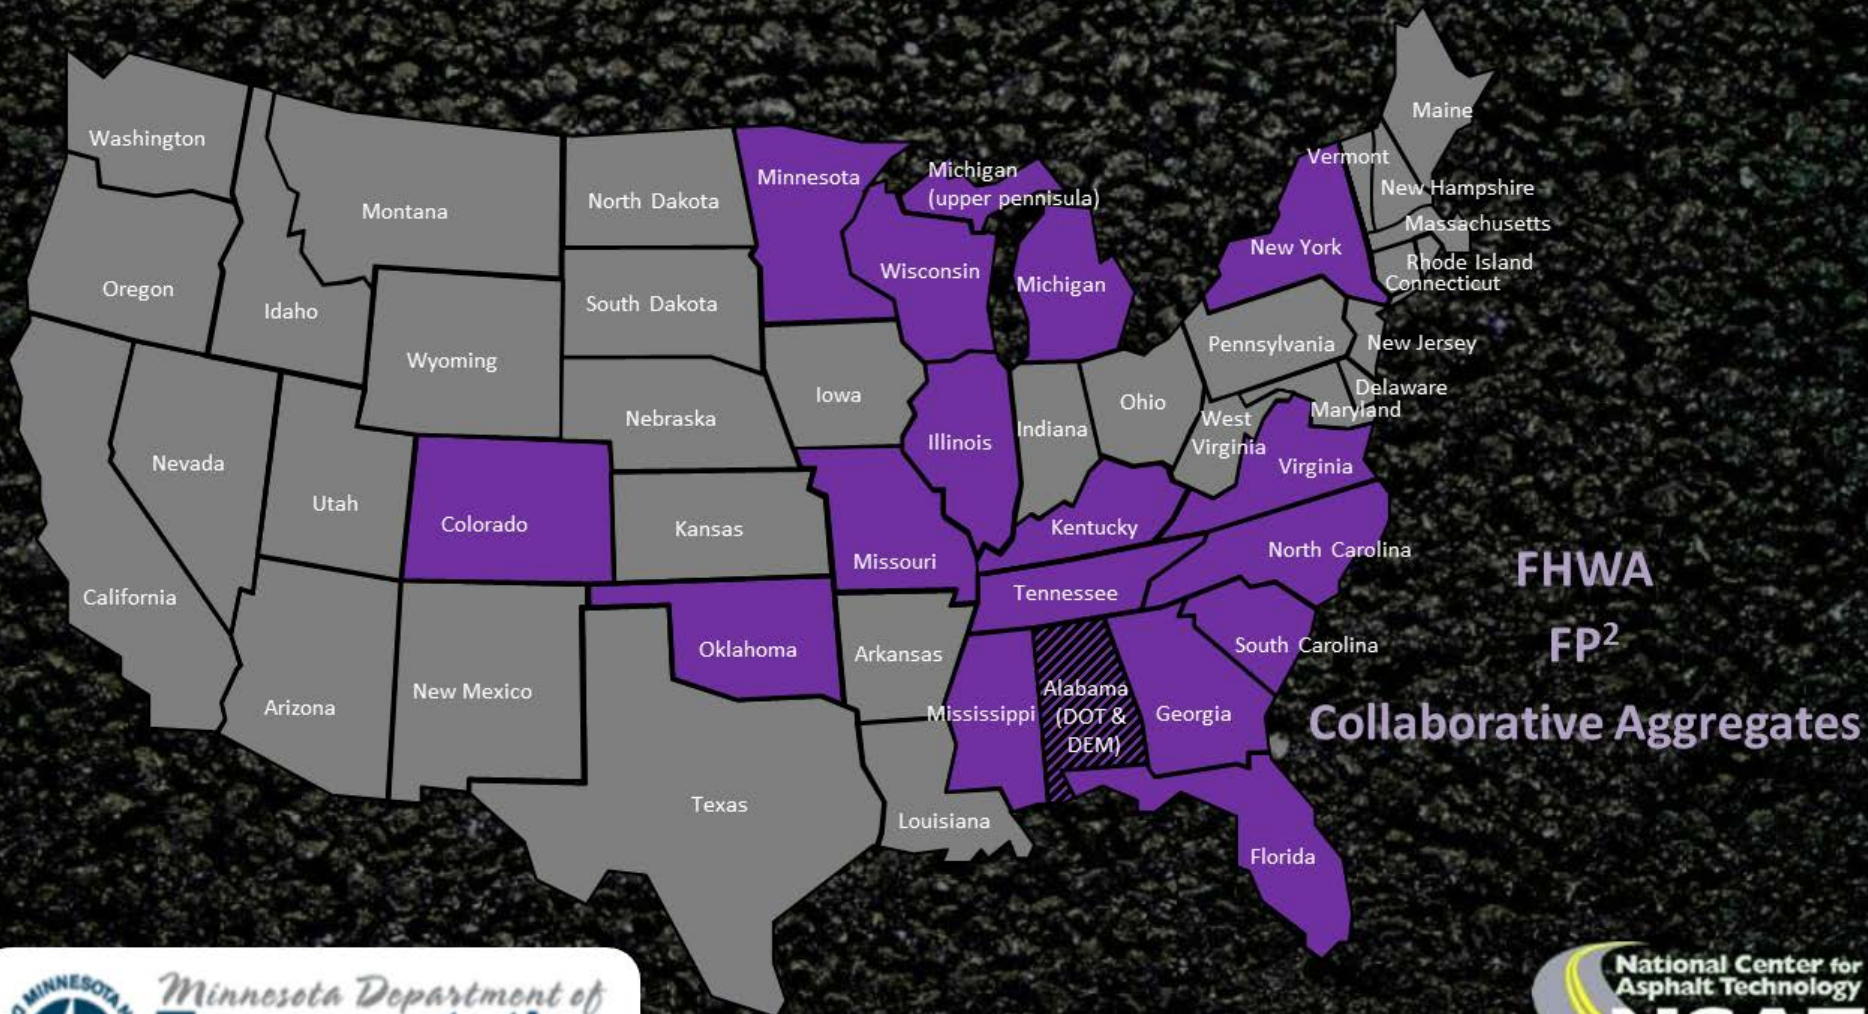 Washington
Oregon
California
Nevada
Idaho
Montana
Wyoming
Utah
Colorado
Arizona
New Mexico
North Dakota
South Dakota
Nebraska
Kansas
Oklahoma
Texas
Minnesota
Iowa
Missouri
Arkansas
Louisiana
Wisconsin
Illinois
Michigan
(upper pennisula)
Michigan
Indiana
Ohio
Kentucky
Tennessee
Mississippi
Alabama
(DOT &
DEM)
Georgia
Florida
South Carolina
North Carolina
Virginia
West
Virginia
Maryland
Delaware
Pennsylvania
New Jersey
New York
Connecticut
Rhode Island
Massachusetts
Vermont
New Hampshire
Maine
FHWA
FP²
Collaborative Aggregates
MINNESOTA
Minnesota Department of
National Center for
Asphalt Technology
NCAT